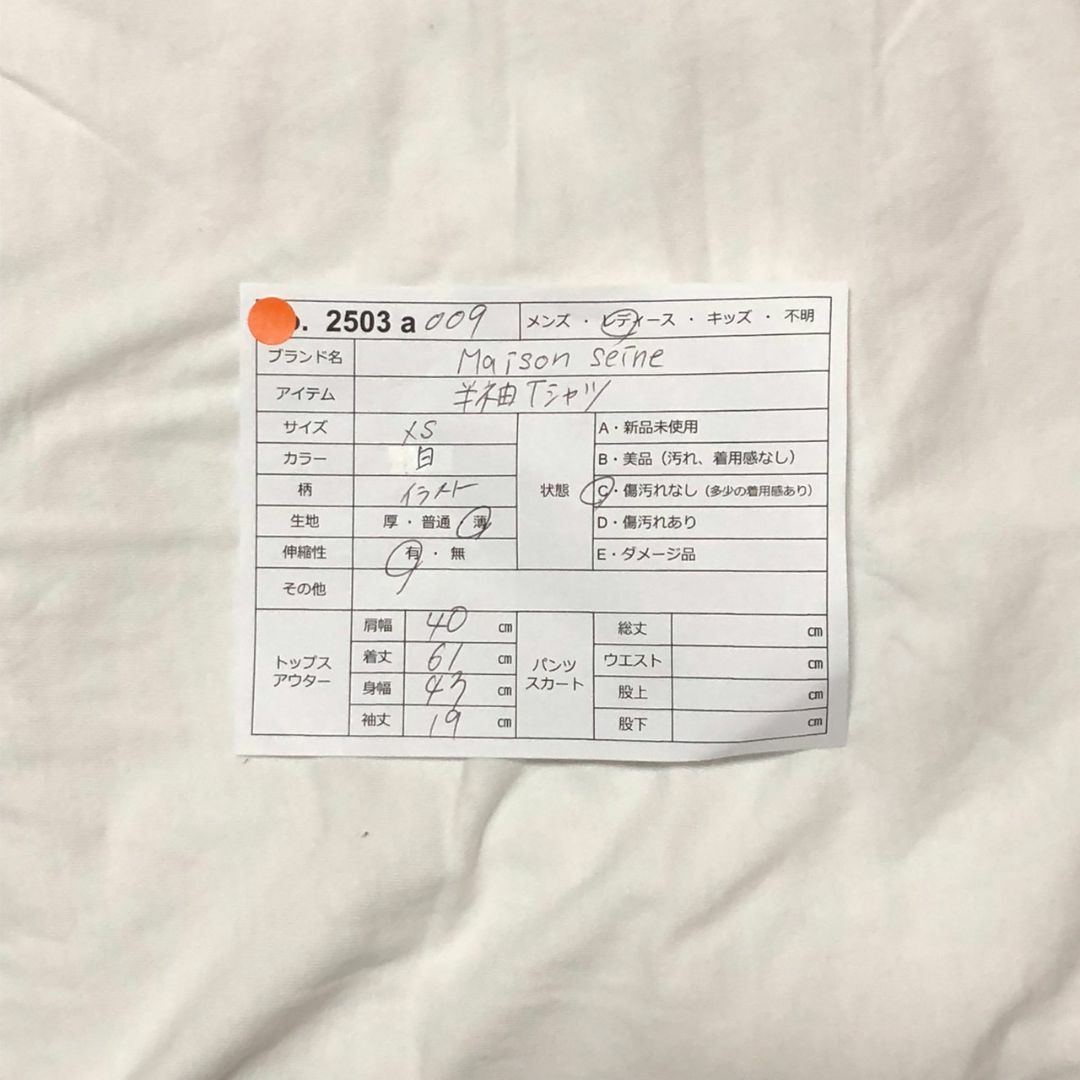 o. 2503 a 009 メンズ ・ レディース ・ キッズ ・ 不明
ブランド名 Maison seine
アイテム 半袖Tシャツ
サイズ XS
カラー 白
柄 イラスト
生地 厚 ・ 普通 ・ 薄
伸縮性 有 ・ 無
状態
A・新品未使用
B・美品（汚れ、着用感なし）
C・傷汚れなし（多少の着用感あり）
D・傷汚れあり
E・ダメージ品
その他
トップス
アウター
肩幅 40 ㎝
着丈 61 ㎝
身幅 43 ㎝
袖丈 19 ㎝
パンツ
スカート
総丈 ㎝
ウエスト ㎝
股上 ㎝
股下 ㎝